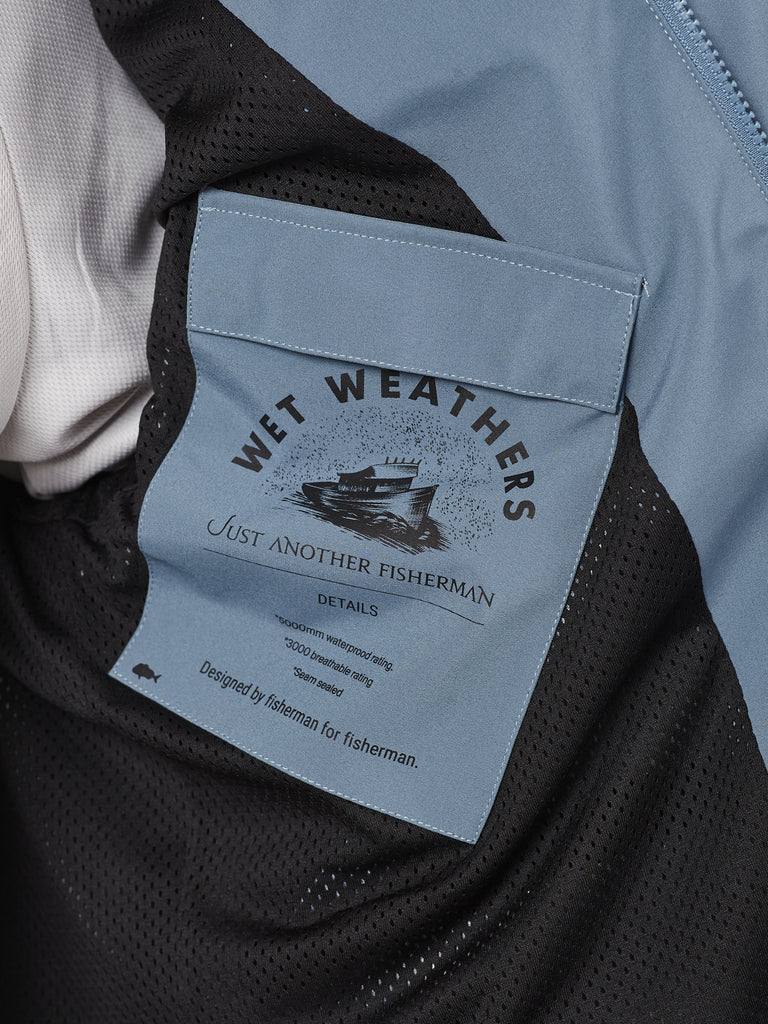 WET WEATHERS
JUST ANOTHER FISHERMAN
DETAILS
*5000mm waterproof rating.
*3000 breathable rating
*Seam sealed
Designed by fisherman for fisherman.